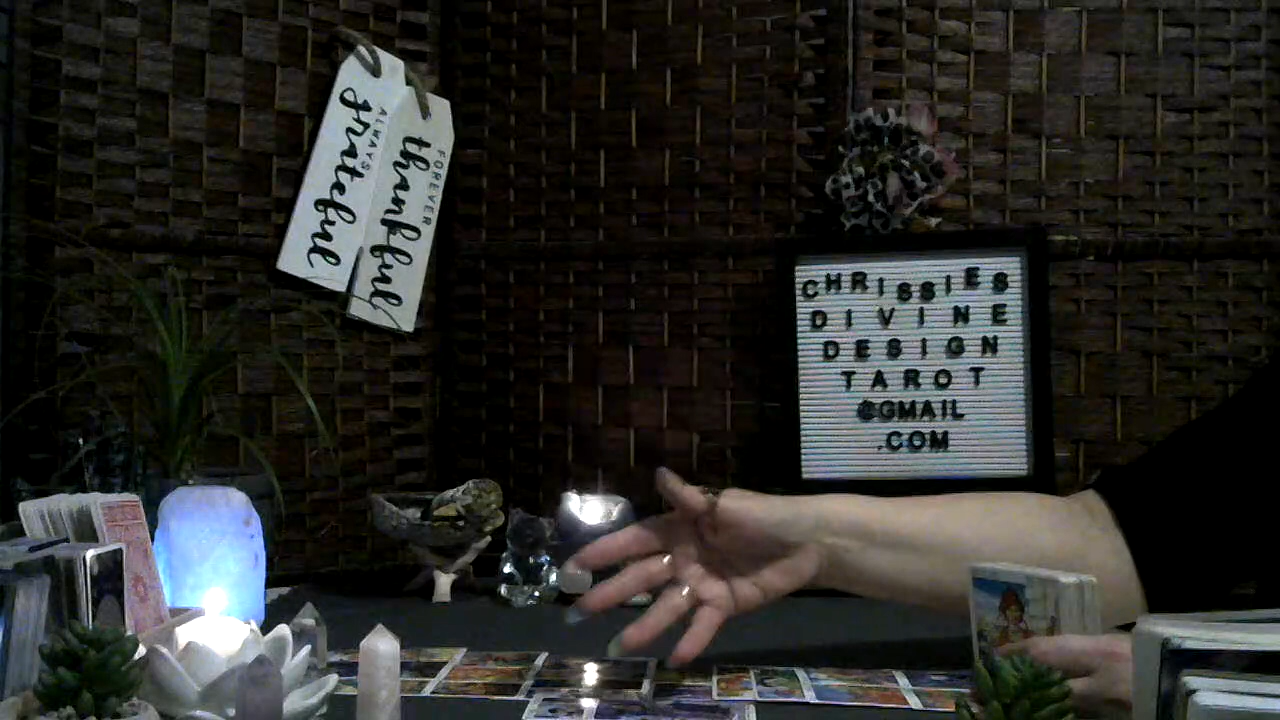 ALWAYS
grateful
FOREVER
thankful
CHRISSIES
DIVINE
DESIGN
TAROT
@GMAIL
.COM